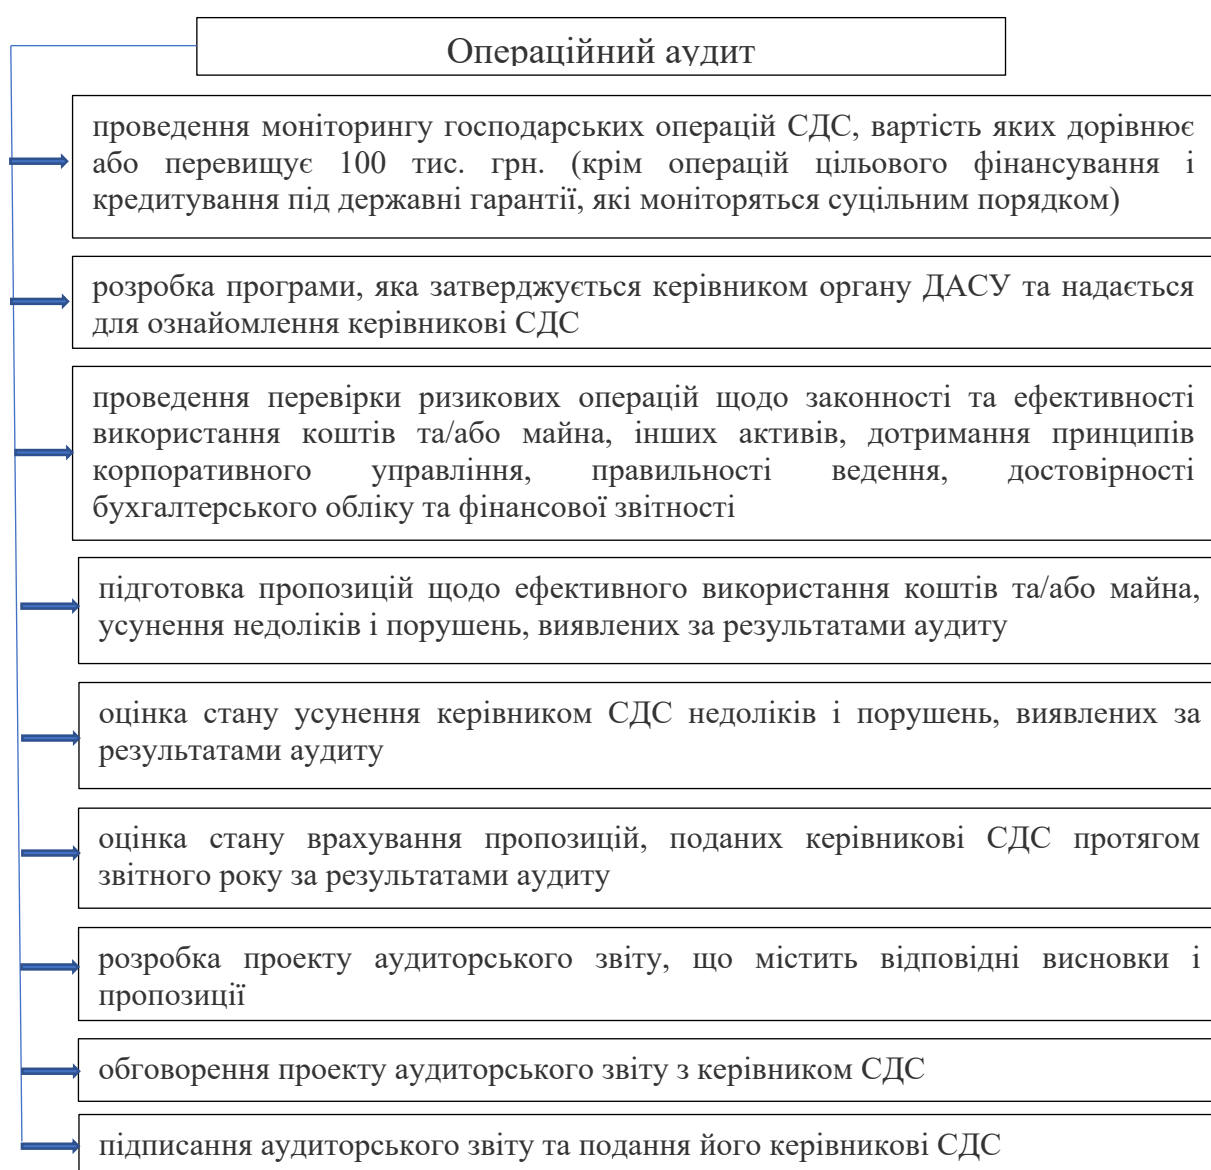 Операційний аудит
проведення моніторингу господарських операцій СДС, вартість яких дорівнює
або перевищує 100 тис. грн. (крім операцій цільового фінансування і
кредитування під державні гарантії, які моніторяться суцільним порядком)
розробка програми, яка затверджується керівником органу ДАСУ та надається
для ознайомлення керівникові СДС
проведення перевірки ризикових операцій щодо законності та ефективності
використання коштів та/або майна, інших активів, дотримання принципів
корпоративного управління, правильності ведення, достовірності
бухгалтерського обліку та фінансової звітності
підготовка пропозицій щодо ефективного використання коштів та/або майна,
усунення недоліків і порушень, виявлених за результатами аудиту
оцінка стану усунення керівником СДС недоліків і порушень, виявлених за
результатами аудиту
оцінка стану врахування пропозицій, поданих керівникові СДС протягом
звітного року за результатами аудиту
розробка проекту аудиторського звіту, що містить відповідні висновки і
пропозиції
обговорення проекту аудиторського звіту з керівником СДС
підписання аудиторського звіту та подання його керівникові СДС